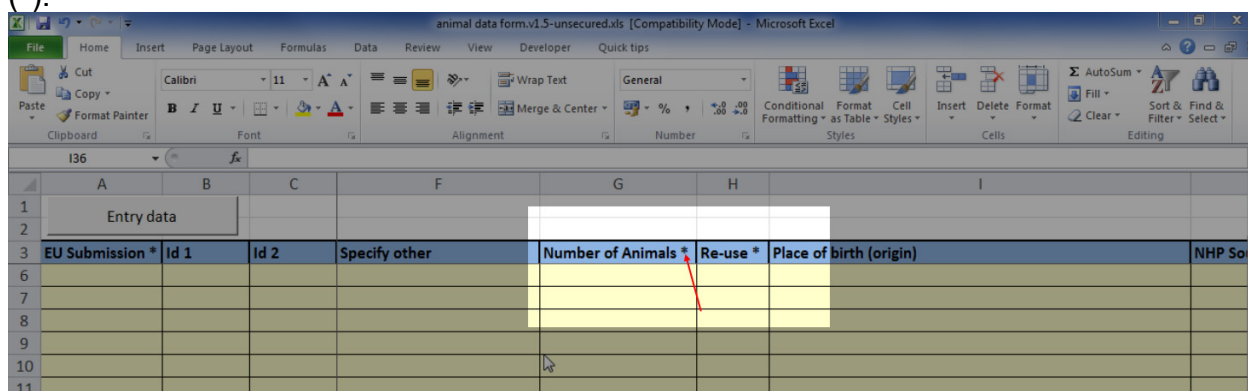 ( ).
animal data form.v1.5-unsecured.xls [Compatibility Mode] - Microsoft Excel
File Home Insert Page Layout Formulas Data Review View Developer Quick tips
Paste
Cut
Copy
Format Painter
Clipboard
Calibri 11 A A
B I U A
Font
Wrap Text
Merge & Center
Alignment
General
% , .0 .00 .00 .0
Number
Conditional Formatting
Format as Table
Cell Styles
Styles
Insert Delete Format
Cells
Σ AutoSum
Fill
Clear
Sort & Filter
Find & Select
Editing
I36 fx
A B C F G H I
1
Entry data
2
3 EU Submission * Id 1 Id 2 Specify other Number of Animals * Re-use * Place of birth (origin) NHP So
6
7
8
9
10
11